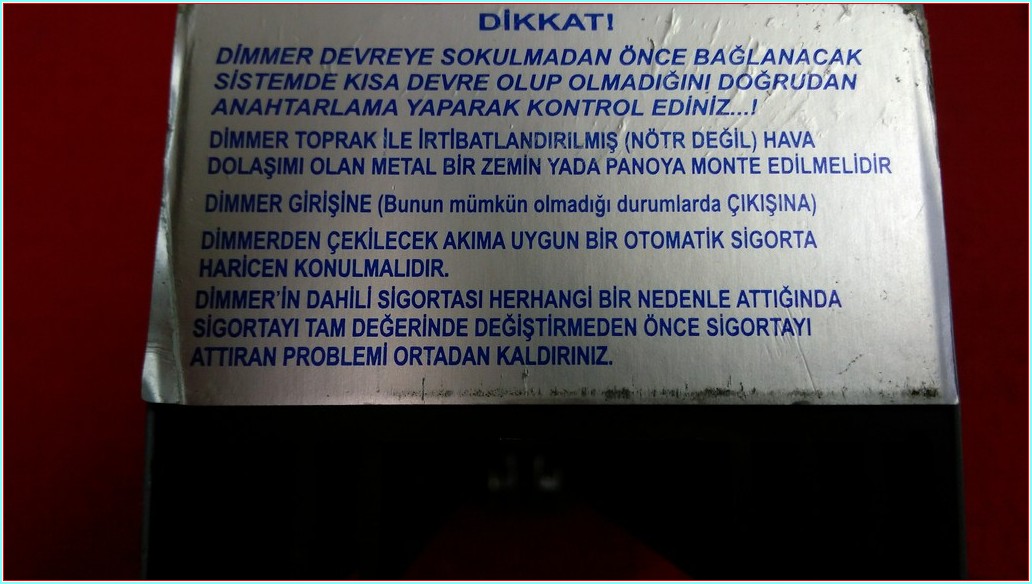 DİKKAT!
DİMMER DEVREYE SOKULMADAN ÖNCE BAĞLANACAK
SİSTEMDE KISA DEVRE OLUP OLMADIĞINI DOĞRUDAN
ANAHTARLAMA YAPARAK KONTROL EDİNİZ...!
DİMMER TOPRAK İLE İRTİBATLANDIRILMIŞ (NÖTR DEĞİL) HAVA
DOLAŞIMI OLAN METAL BİR ZEMİN YADA PANOYA MONTE EDİLMELİDİR
DİMMER GİRİŞİNE (Bunun mümkün olmadığı durumlarda ÇIKIŞINA)
DİMMERDEN ÇEKİLECEK AKIMA UYGUN BİR OTOMATİK SİGORTA
HARİCEN KONULMALIDIR.
DİMMER'İN DAHİLİ SİGORTASI HERHANGİ BİR NEDENLE ATTIĞINDA
SİGORTAYI TAM DEĞERİNDE DEĞİŞTİRMEDEN ÖNCE SİGORTAYI
ATTIRAN PROBLEMİ ORTADAN KALDIRINIZ.